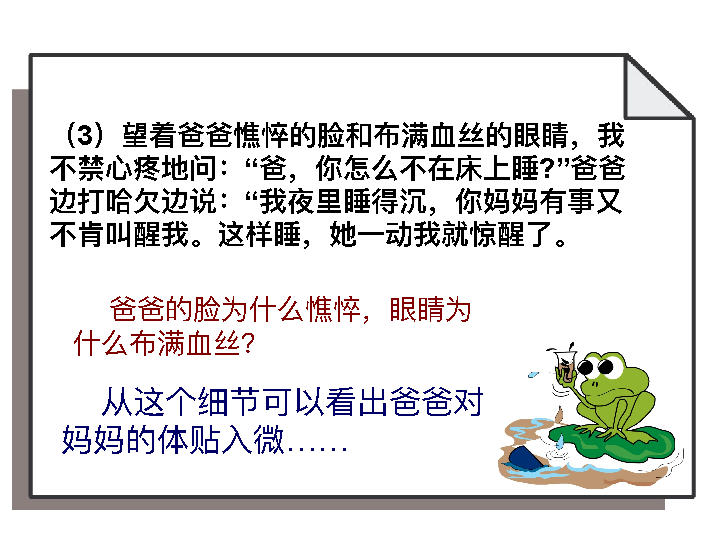 （3）望着爸爸憔悴的脸和布满血丝的眼睛，我
不禁心疼地问：“爸，你怎么不在床上睡?”爸爸
边打哈欠边说：“我夜里睡得沉，你妈妈有事又
不肯叫醒我。这样睡，她一动我就惊醒了。
爸爸的脸为什么憔悴，眼睛为
什么布满血丝?
从这个细节可以看出爸爸对
妈妈的体贴入微……